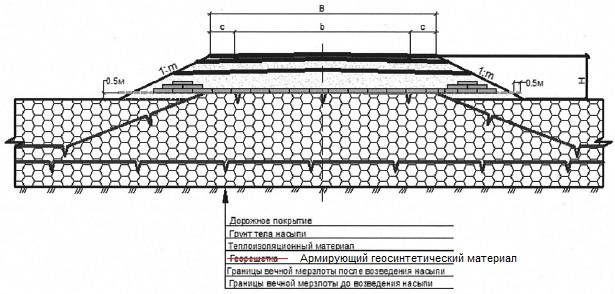 B
c b c
1:m 1:m
0.5м 0.5м
H
Дорожное покрытие
Грунт тела насыпи
Теплоизоляционный материал
Георешетка Армирующий геосинтетический материал
Границы вечной мерзлоты после возведения насыпи
Границы вечной мерзлоты до возведения насыпи